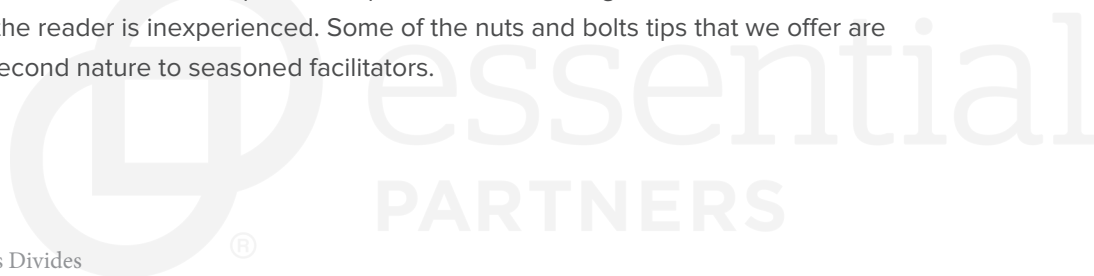 the reader is inexperienced. Some of the nuts and bolts tips that we offer are
second nature to seasoned facilitators.
essential
PARTNERS
®
s Divides